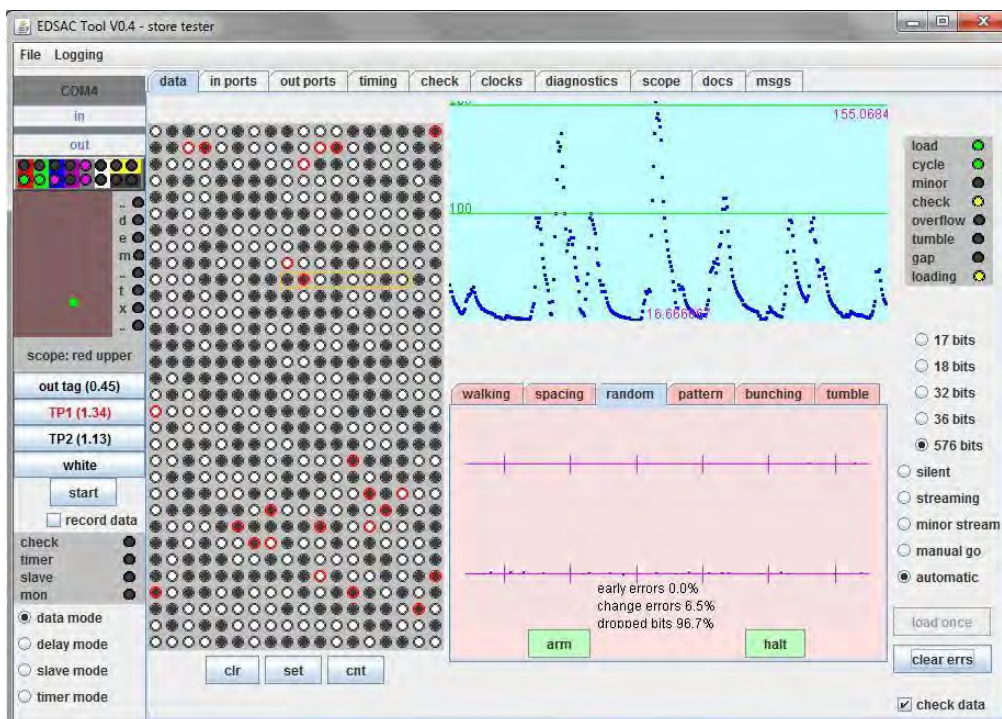 EDSAC Tool V0.4 - store tester
File Logging
data in ports out ports timing check clocks diagnostics scope docs msgs
COM4
in
out
..
d
e
m
..
t
x
..
scope: red upper
out tag (0.45)
TP1 (1.34)
TP2 (1.13)
white
start
record data
check
timer
slave
mon
data mode
delay mode
slave mode
timer mode
clr set cnt
155.0684
100
16.666867
walking spacing random pattern bunching tumble
early errors 0.0%
change errors 6.5%
dropped bits 96.7%
arm halt
load
cycle
minor
check
overflow
tumble
gap
loading
17 bits
18 bits
32 bits
36 bits
576 bits
silent
streaming
minor stream
manual go
automatic
load once
clear errs
check data